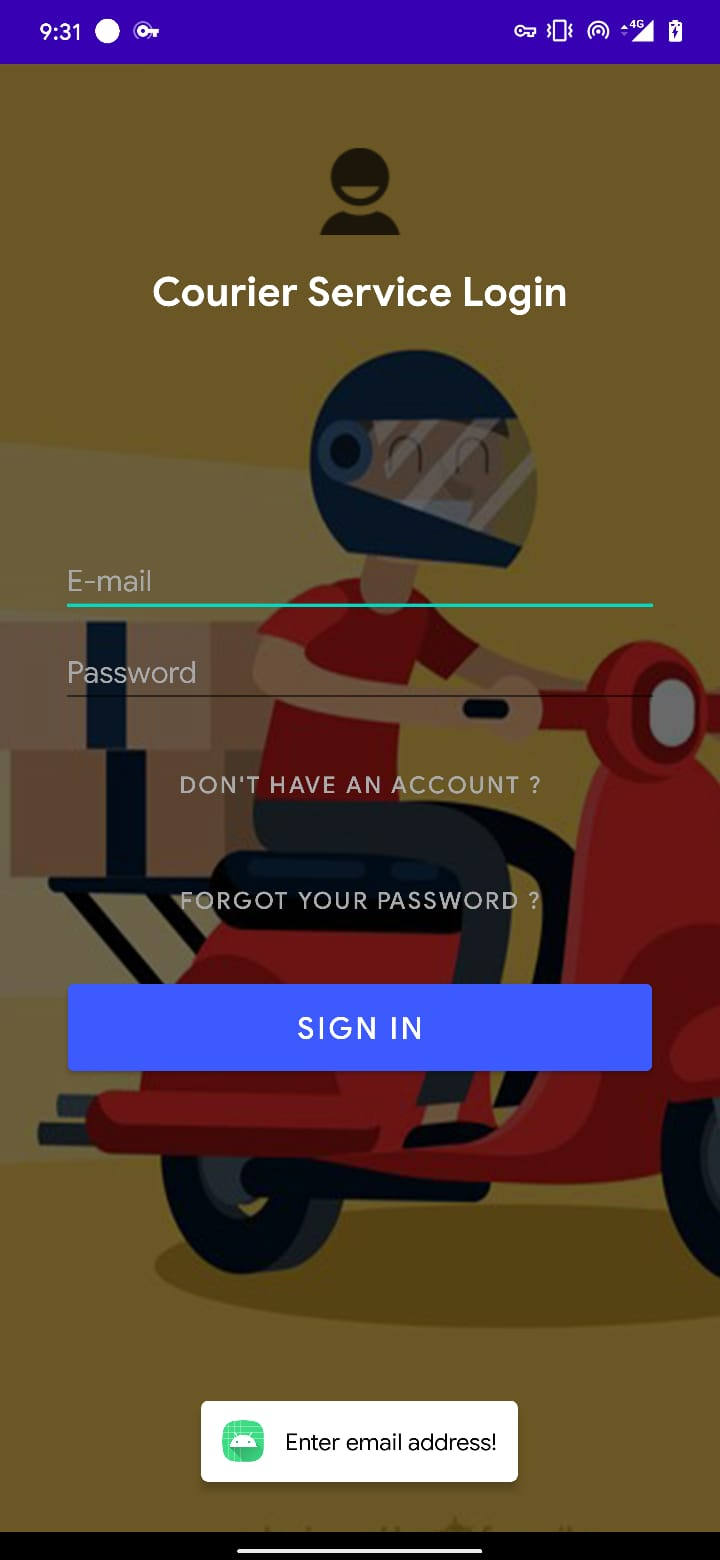 9:31
4G
Courier Service Login
E-mail
Password
DON'T HAVE AN ACCOUNT ?
FORGOT YOUR PASSWORD ?
SIGN IN
Enter email address!